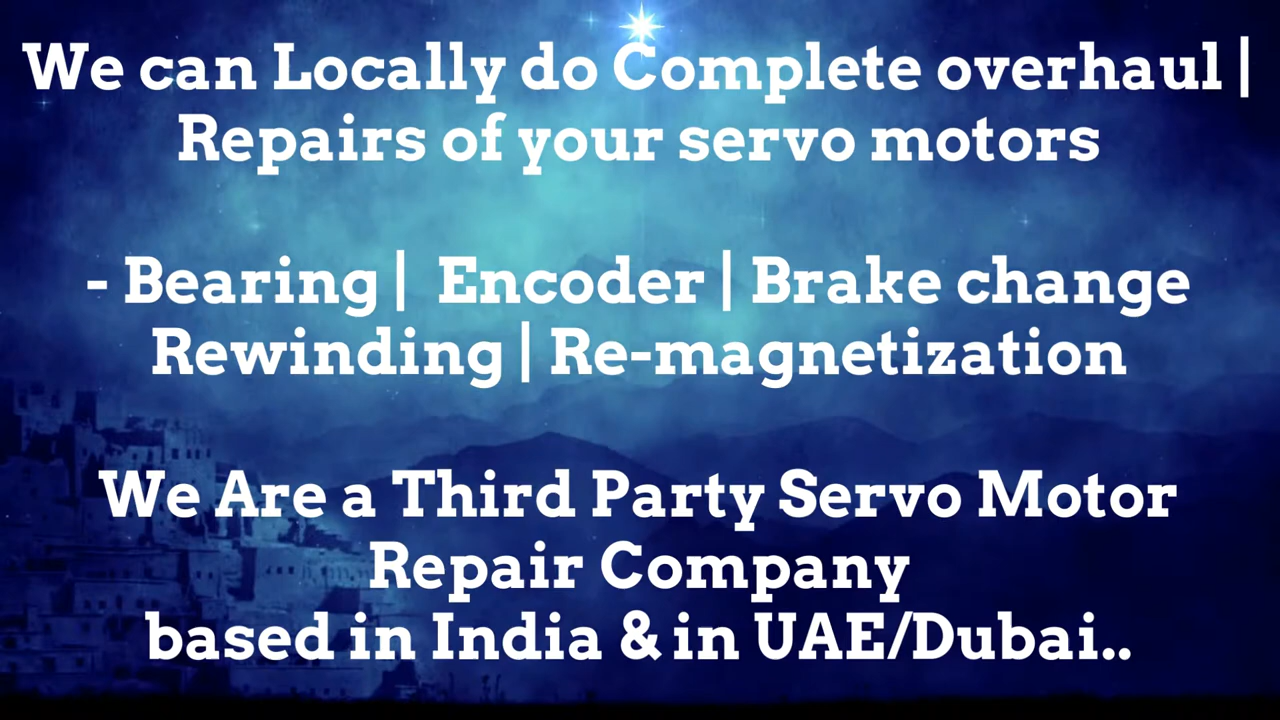 We can Locally do Complete overhaul |
Repairs of your servo motors
- Bearing | Encoder | Brake change
Rewinding | Re-magnetization
We Are a Third Party Servo Motor
Repair Company
based in India & in UAE/Dubai..